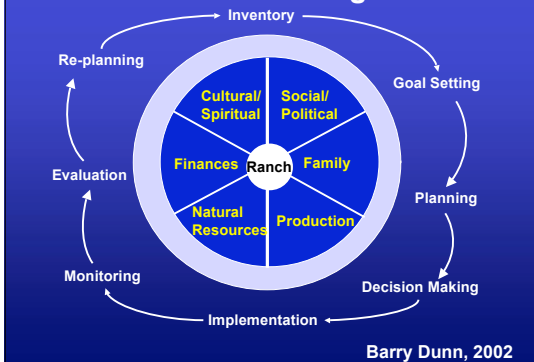 Inventory
Re-planning
Goal Setting
Cultural/
Spiritual
Social/
Political
Evaluation
Finances
Ranch
Family
Planning
Natural
Resources
Production
Monitoring
Decision Making
Implementation
Barry Dunn, 2002